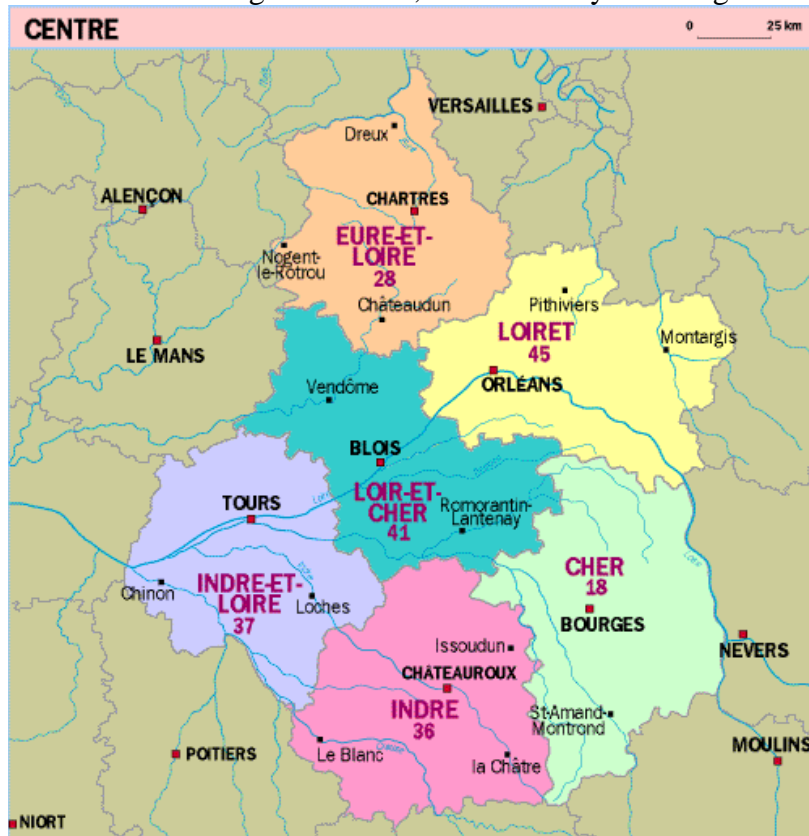 CENTRE
0 25 km
VERSAILLES
Dreux
ALENÇON
CHARTRES
EURE-ET-
LOIRE
28
Nogent-
le-Rotrou
Châteaudun
Pithiviers
LOIRET
45
Montargis
LE MANS
ORLÉANS
Vendôme
BLOIS
LOIR-ET-
CHER
41
Romorantin-
Lantenay
TOURS
Chinon
INDRE-ET-
LOIRE
37
Loches
CHER
18
BOURGES
Issoudun
NEVERS
CHÂTEAUROUX
INDRE
36
St-Amand-
Montrond
POITIERS
Le Blanc
la Châtre
MOULINS
NIORT